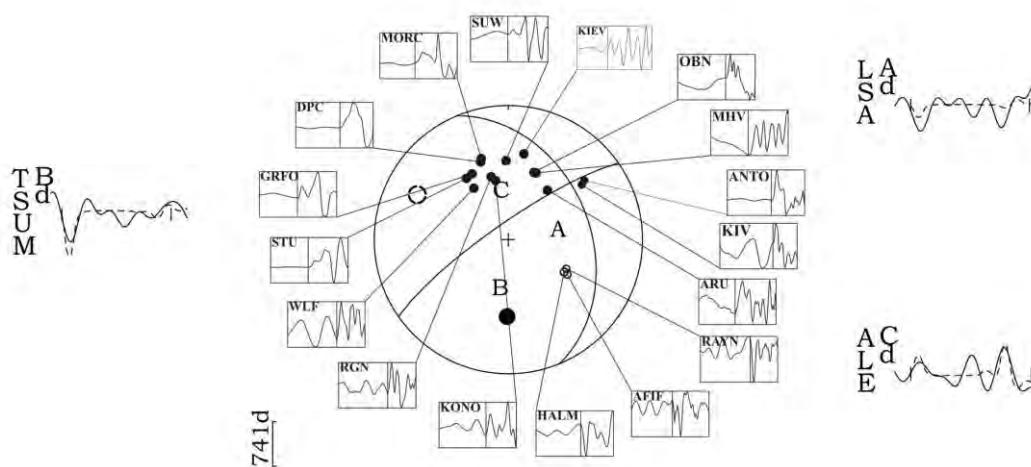 SUW
KIEV
MORC
OBN
L A
S d
A
DPC
MHV
T B
S d
U
M
GRFO
C
ANTO
A
STU
KIV
B
ARU
WLF
RAYN
A C
L d
E
RGN
AFIF
KONO
HALM
741d